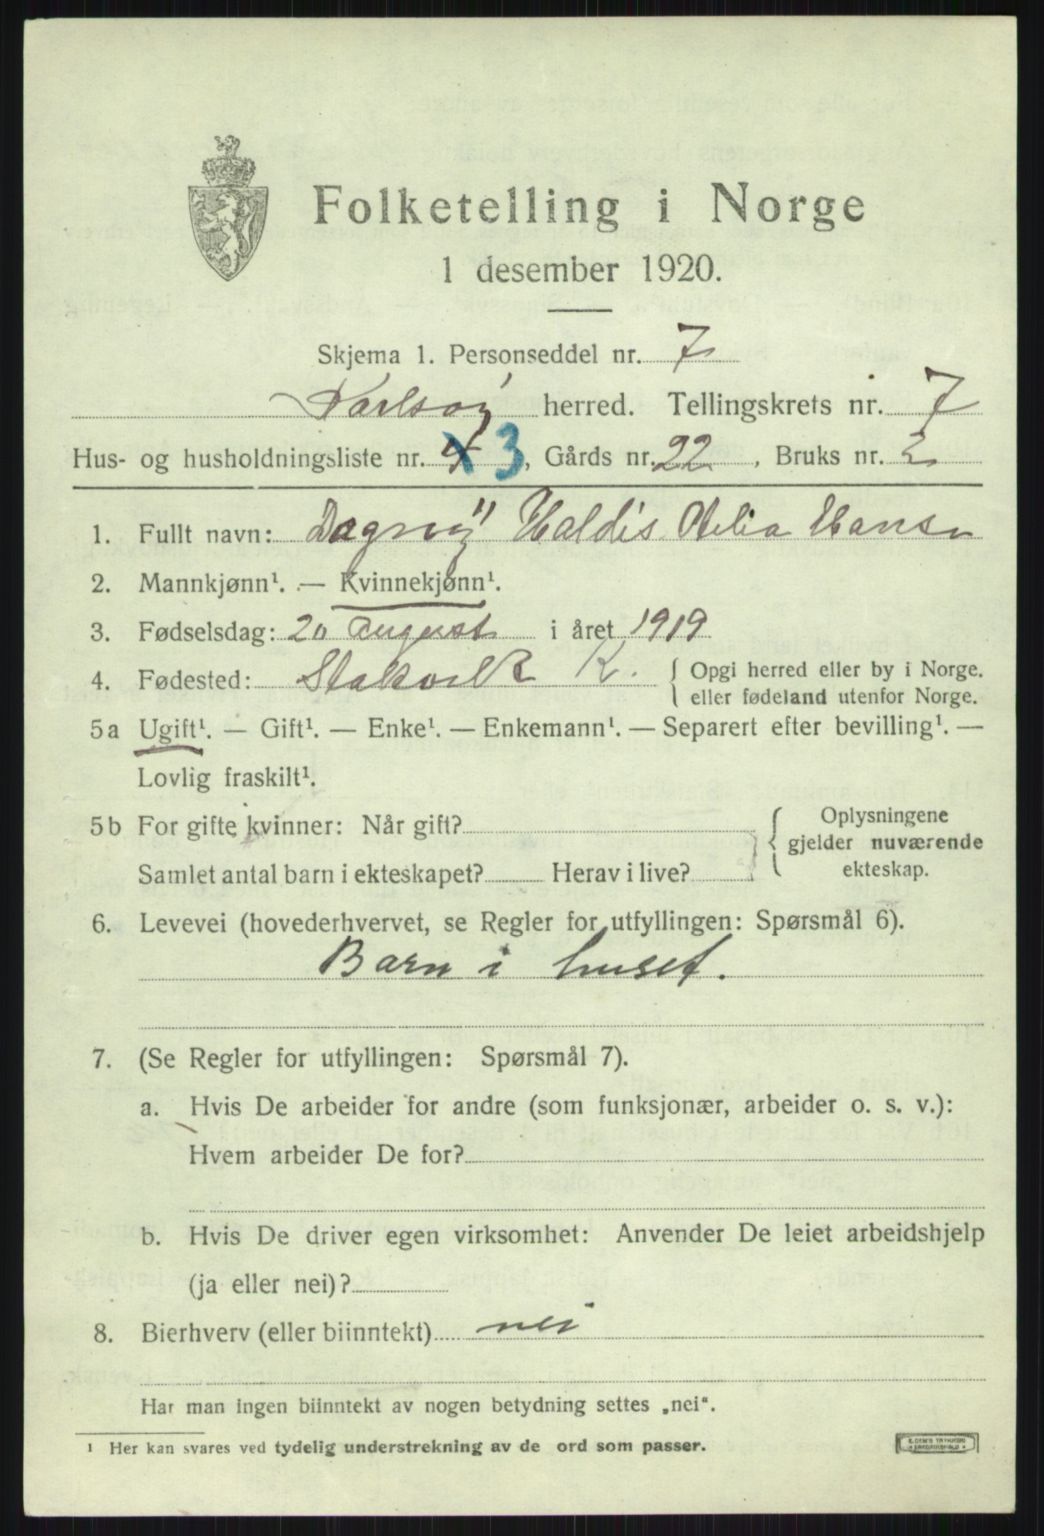 Folketelling i Norge
1 desember 1920.
Skjema 1. Personseddel nr. 7
Karlsøy herred. Tellingskrets nr. 7
Hus- og husholdningsliste nr. 4 3, Gårds nr. 22, Bruks nr. 2
1. Fullt navn: Dagny Haldis Hansn
2. Mannkjønn¹. — Kvinnekjønn¹.
3. Fødselsdag: 20 august i året 1919
4. Fødested: Stakvik K. { Opgi herred eller by i Norge.
eller fødeland utenfor Norge.
5a Ugift¹. — Gift¹. — Enke¹. — Enkemann¹. — Separert efter bevilling¹. —
Lovlig fraskilt¹.
5b For gifte kvinner: Når gift?
Samlet antal barn i ekteskapet? Herav i live?
Oplysningene
gjelder nuværende
ekteskap.
6. Levevei (hovederhvervet, se Regler for utfyllingen: Spørsmål 6).
Barn i huset.
7. (Se Regler for utfyllingen: Spørsmål 7).
a. Hvis De arbeider for andre (som funksjonær, arbeider o. s. v.):
Hvem arbeider De for?
b. Hvis De driver egen virksomhet: Anvender De leiet arbeidshjelp
(ja eller nei)?
8. Bierhverv (eller biinntekt) nei
Har man ingen biinntekt av nogen betydning settes „nei“.
¹ Her kan svares ved tydelig understrekning av de ord som passer.